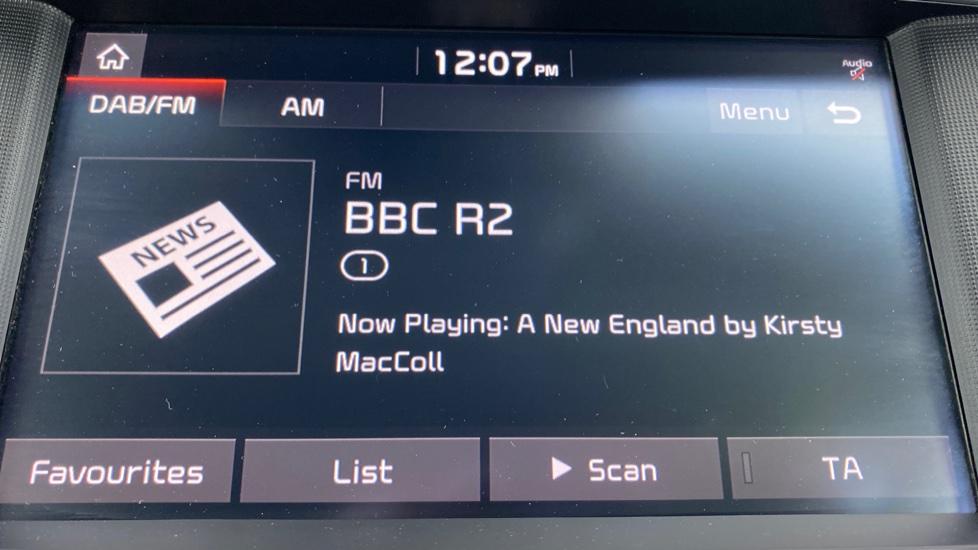 12:07 PM
Audio
DAB/FM
AM
Menu
NEWS
FM
BBC R2
1
Now Playing: A New England by Kirsty
MacColl
Favourites
List
Scan
TA